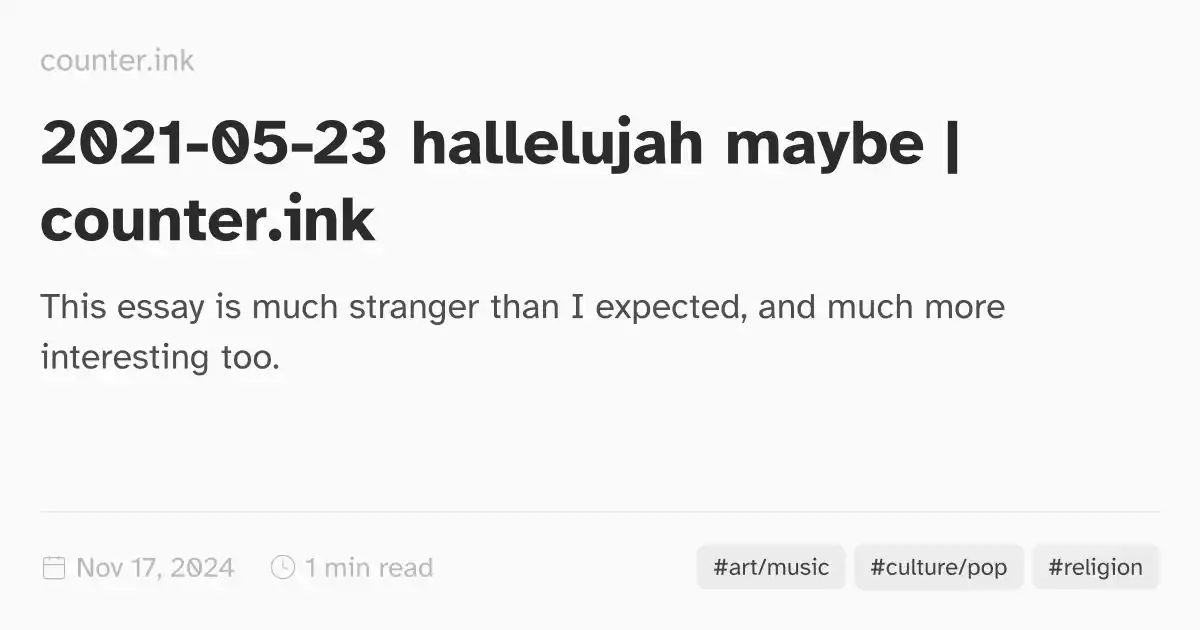 counter.ink
2021-05-23 hallelujah maybe |
counter.ink
This essay is much stranger than I expected, and much more
interesting too.
Nov 17, 2024 1 min read #art/music #culture/pop #religion